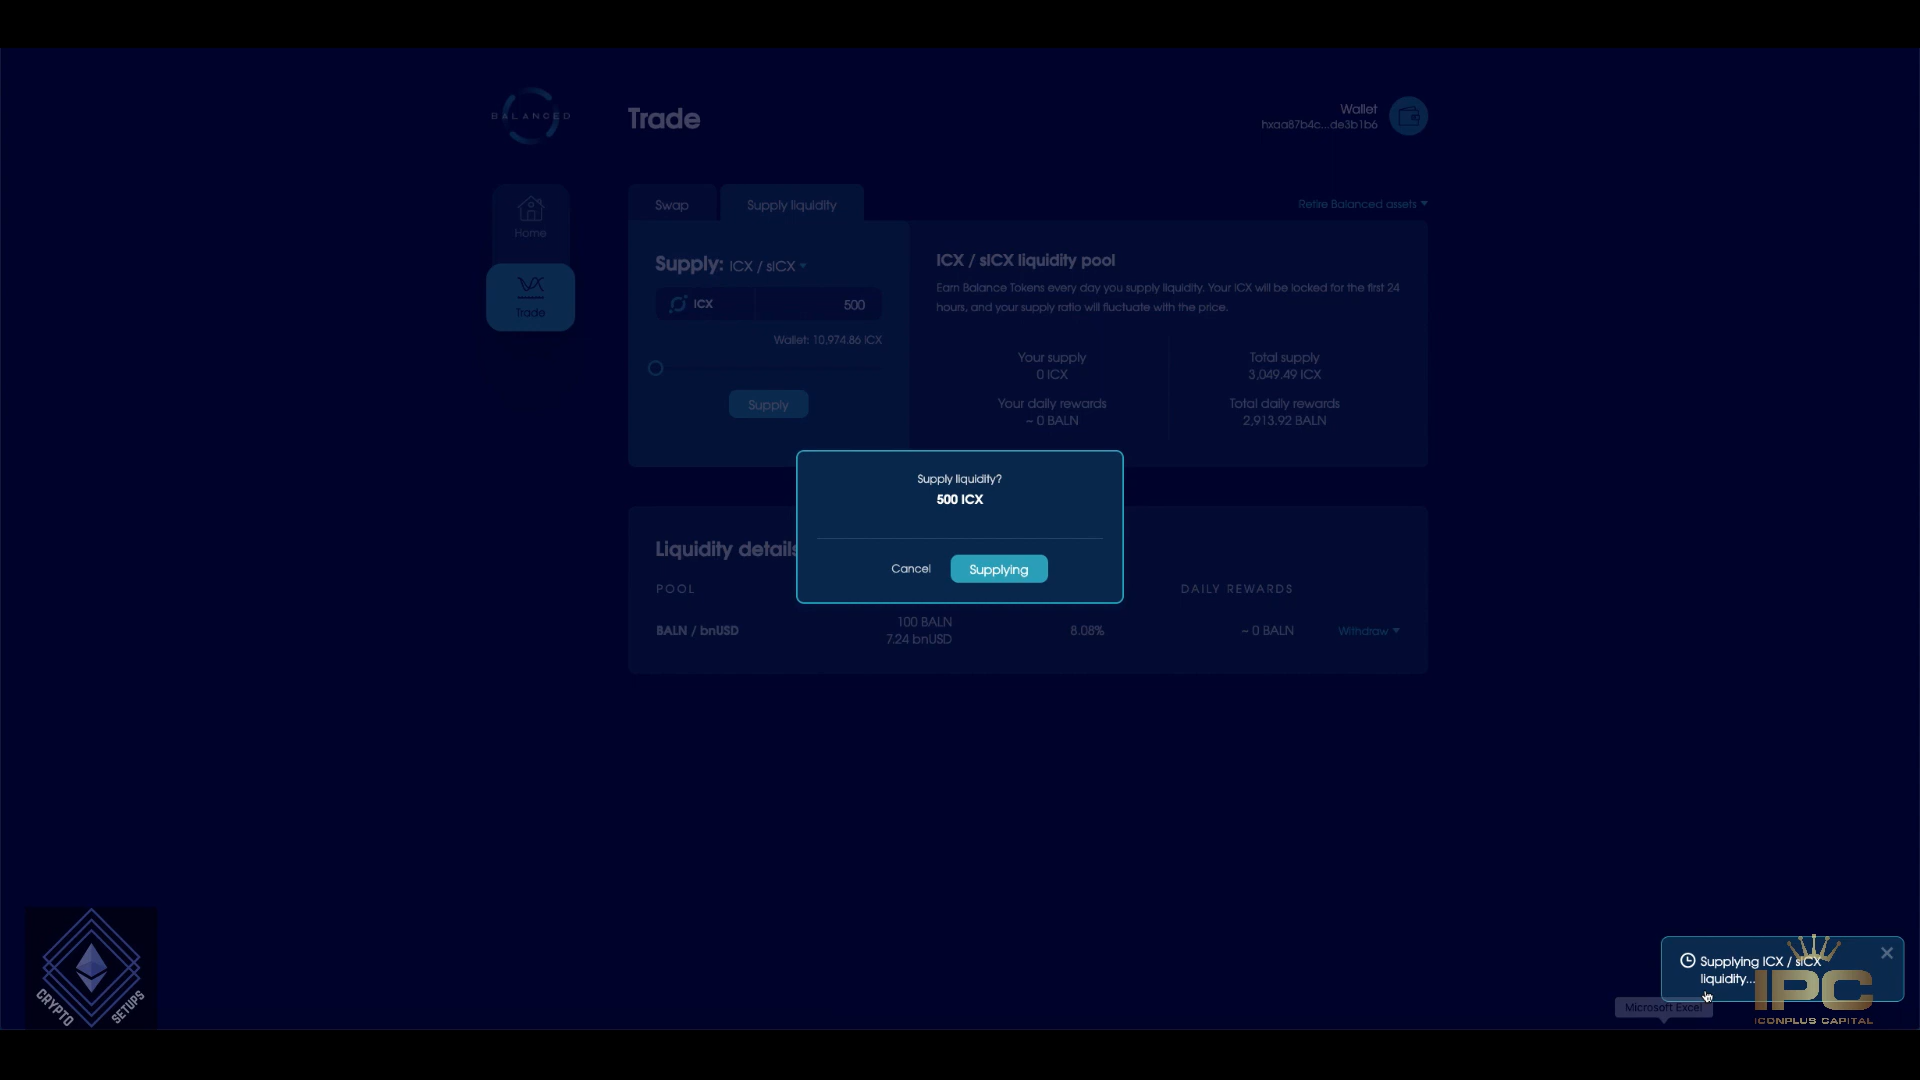 BALANCED
Trade
Wallet
hxaa87b4c...de3b1b6
Home
Trade
Swap
Supply liquidity
Retire Balanced assets
Supply: ICX / sICX
ICX
500
Wallet: 10,974.86 ICX
Supply
ICX / sICX liquidity pool
Earn Balance Tokens every day you supply liquidity. Your ICX will be locked for the first 24
hours, and your supply ratio will fluctuate with the price.
Your supply
0 ICX
Total supply
3,049.49 ICX
Your daily rewards
~ 0 BALN
Total daily rewards
2,913.92 BALN
Supply liquidity?
500 ICX
Cancel
Supplying
Liquidity details
POOL
DAILY REWARDS
BALN / bnUSD
100 BALN
7.24 bnUSD
8.08%
~ 0 BALN
Withdraw
CRYPTO SETUPS
Supplying ICX / sICX
liquidity...
Microsoft Excel
IPC
ICONPLUS CAPITAL